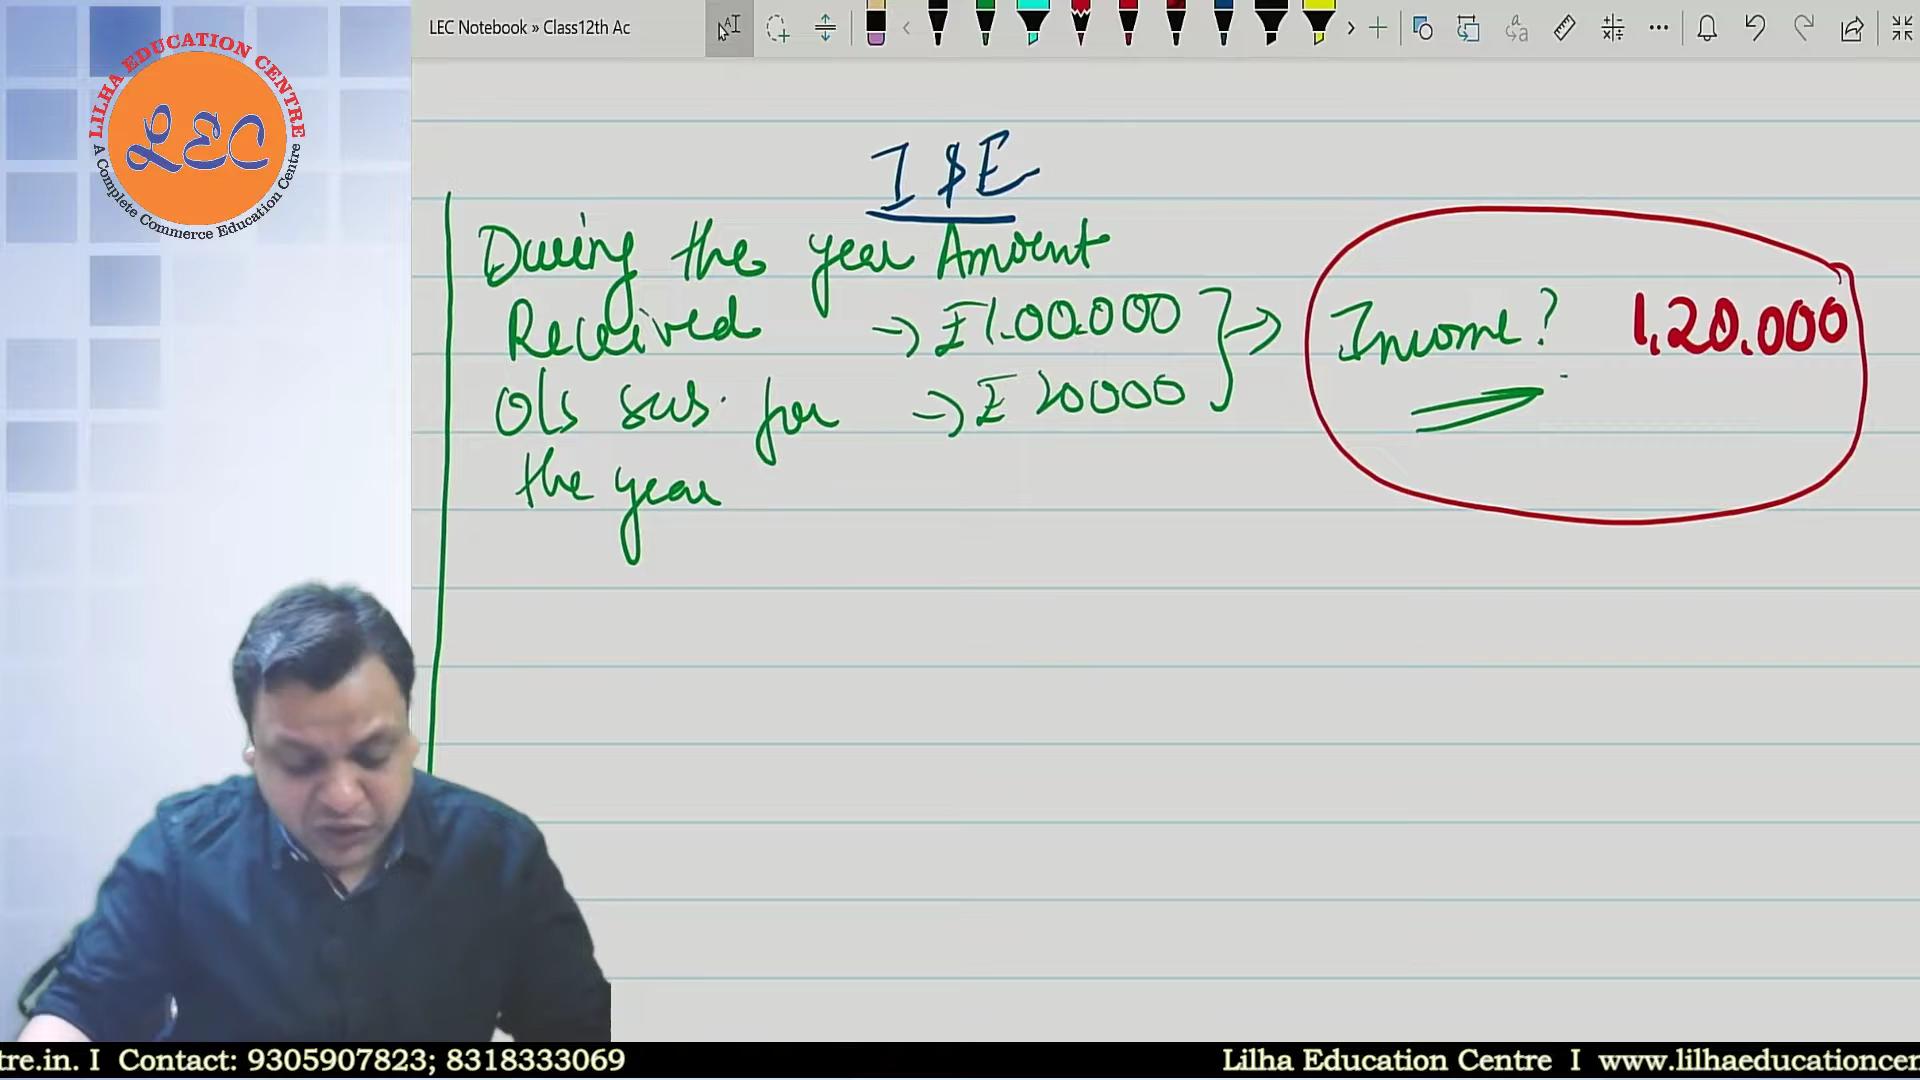 LEC Notebook » Class12th Ac
LILHA EDUCATION CENTRE
LEC
A Complete Commerce Education Centre
I & E
During the year Amount
Received → ₹1,00,000
O/s sub. for → ₹20000
the year
Income? 1,20,000
tre.in. I Contact: 9305907823; 8318333069
Lilha Education Centre I www.lilhaeducationcen